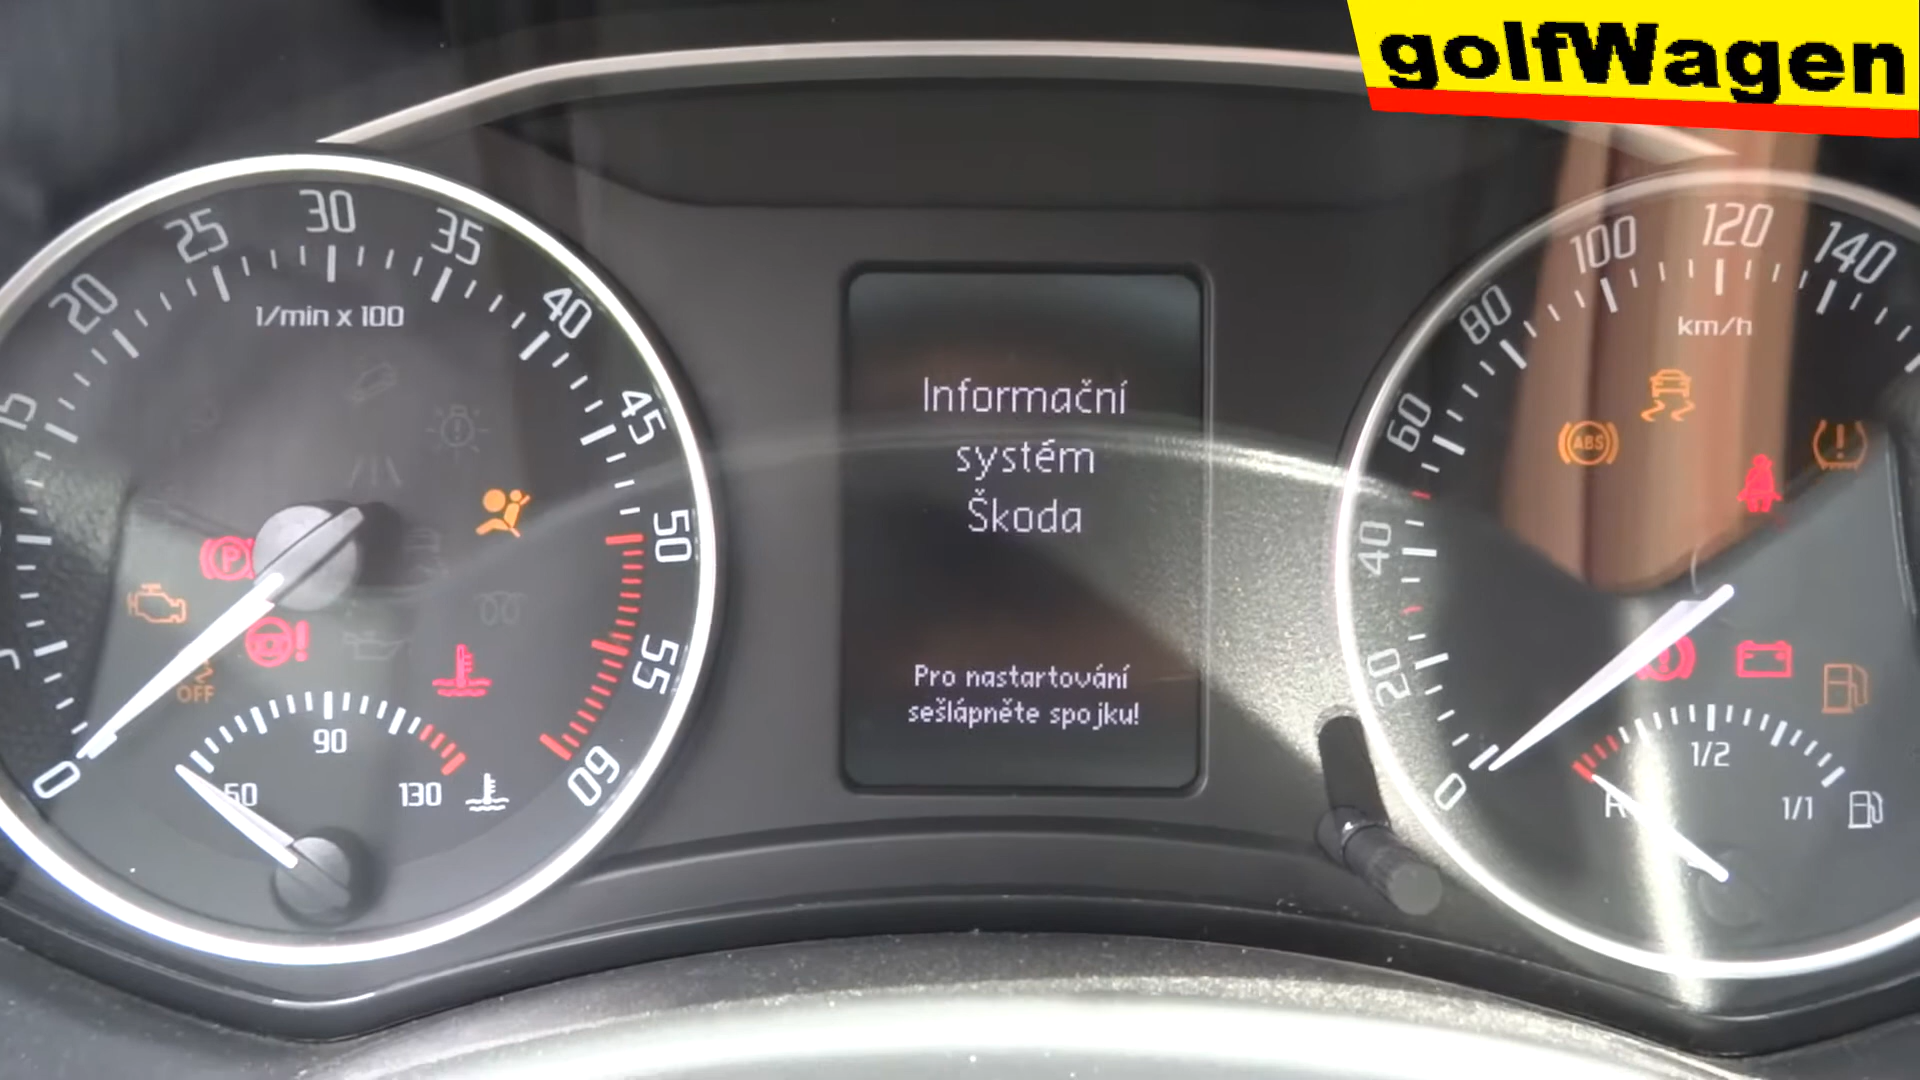 golfWagen
30
25
35
20
40
1/min x 100
15
45
50
5
55
0
60
OFF
90
50
130
P
Informační
systém
Škoda
Pro nastartování
sešlápněte spojku!
120
100
140
80
km/h
60
ABS
40
20
0
1/2
R
1/1